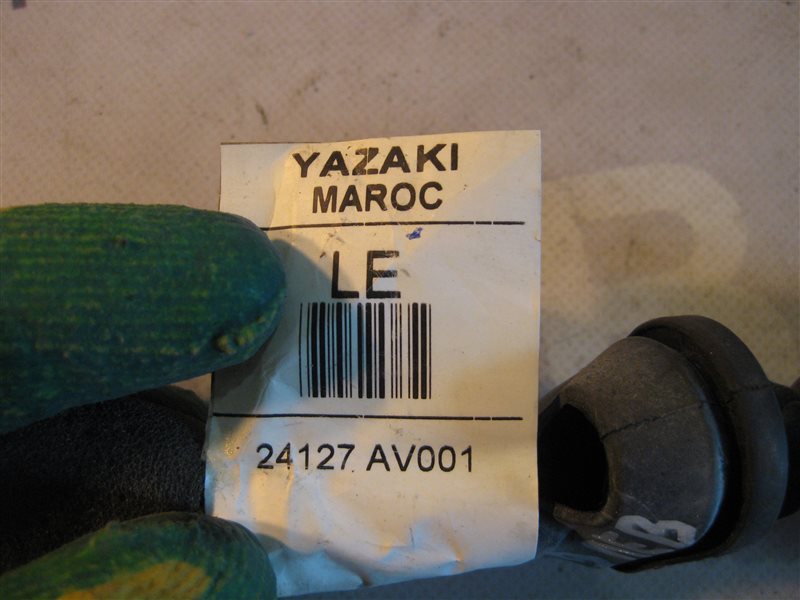 YAZAKI
MAROC
LE
24127 AV001